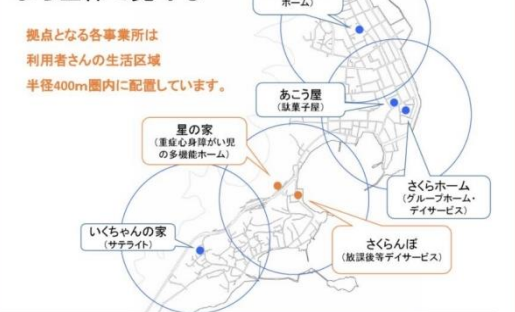 ホーム)
拠点となる各事業所は
利用者さんの生活区域
半径400m圏内に配置しています。
あこう屋
(駄菓子屋)
星の家
(重症心身障がい児
の多機能ホーム)
さくらホーム
(グループホーム・
デイサービス)
いくちゃんの家
(サテライト)
さくらんぼ
(放課後等デイサービス)